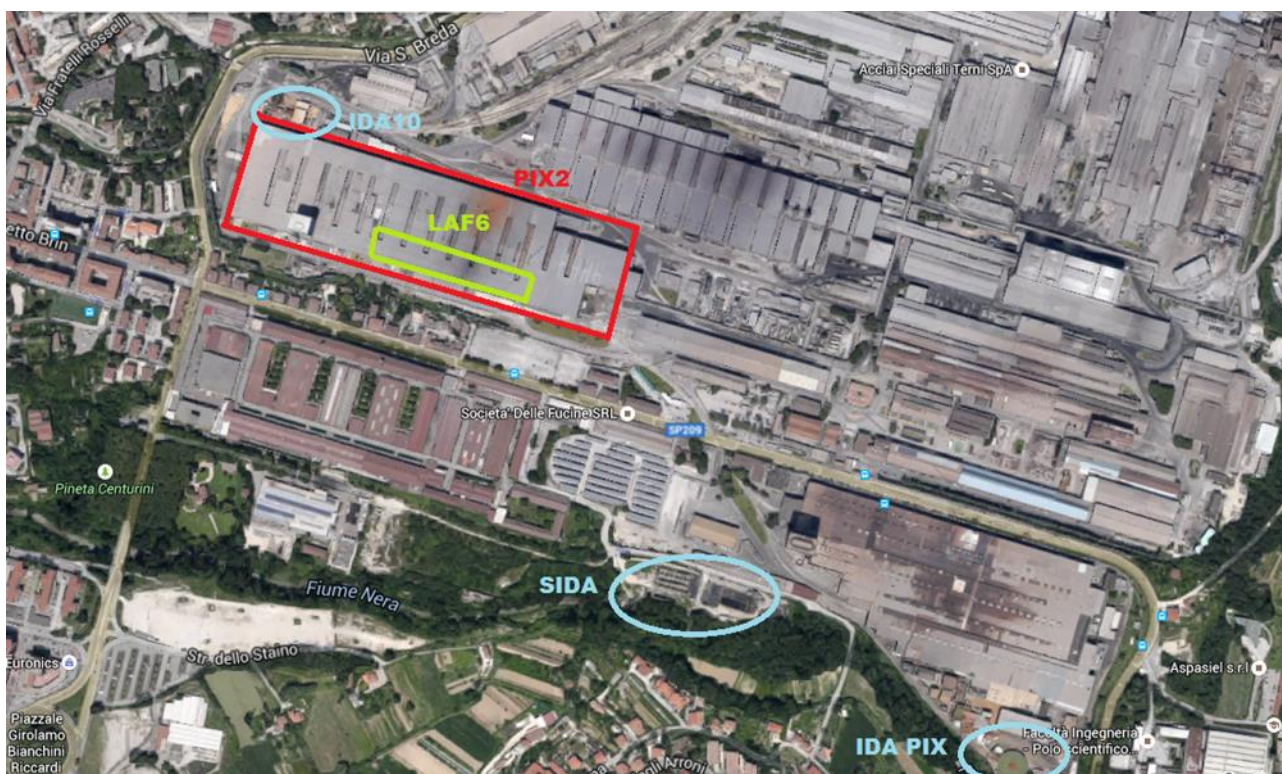 Via Fratelli Rosselli
Via S. Breda
Acciai Speciali Terni SpA
IDA10
PIX2
LAF6
etto Brin
Societa' Delle Fucine SRL
SP209
Pineta Centurini
SIDA
Fiume Nera
Str. dello Staino
Euronics
Aspasiel s.r.l
Piazzale
Girolamo
Bianchini
Riccardi
IDA PIX
Facoltà Ingegneria
- Polo scientifico...